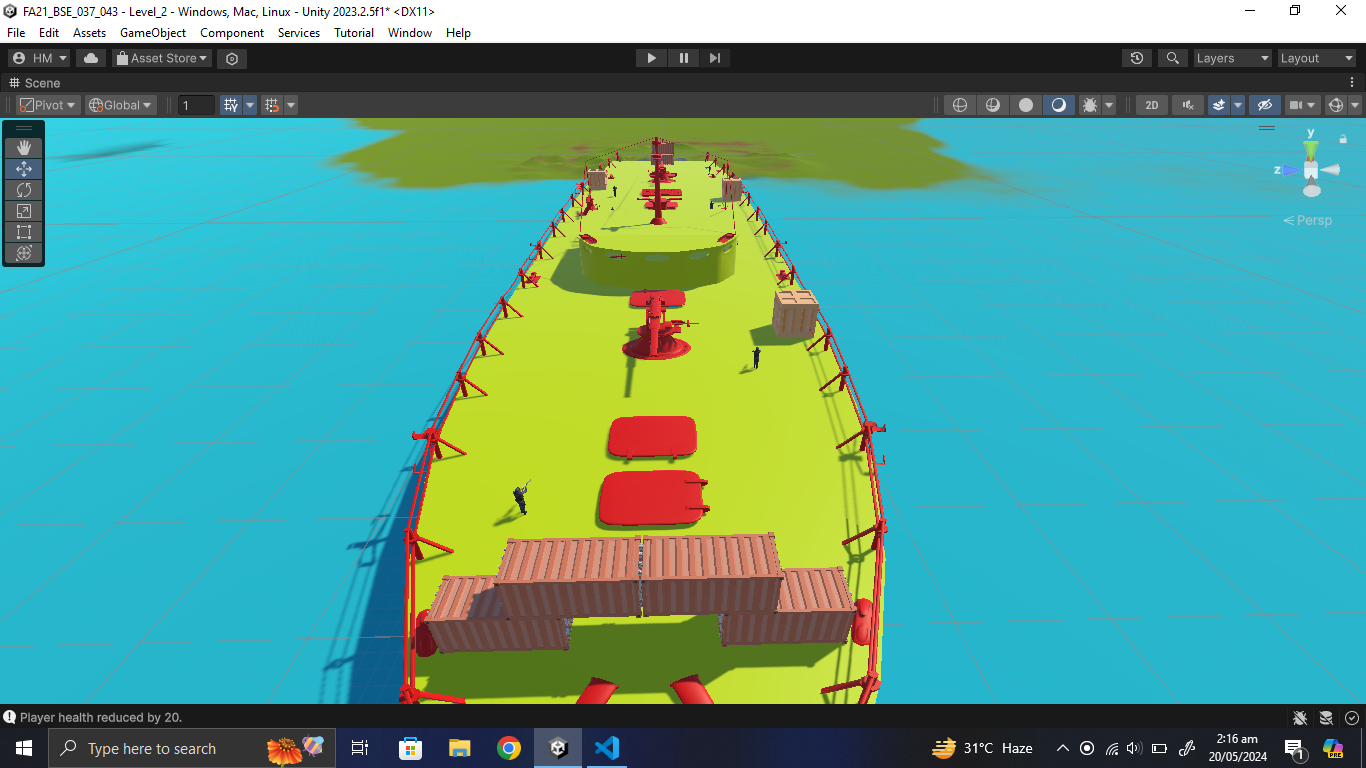 FA21_BSE_037_043 - Level_2 - Windows, Mac, Linux - Unity 2023.2.5f1* <DX11>
File Edit Assets GameObject Component Services Tutorial Window Help
HM Asset Store Layers Layout
Scene
Pivot Global 1 2D
y
z
Persp
Player health reduced by 20.
Type here to search 31°C Haze 2:16 am
20/05/2024
1
PRE